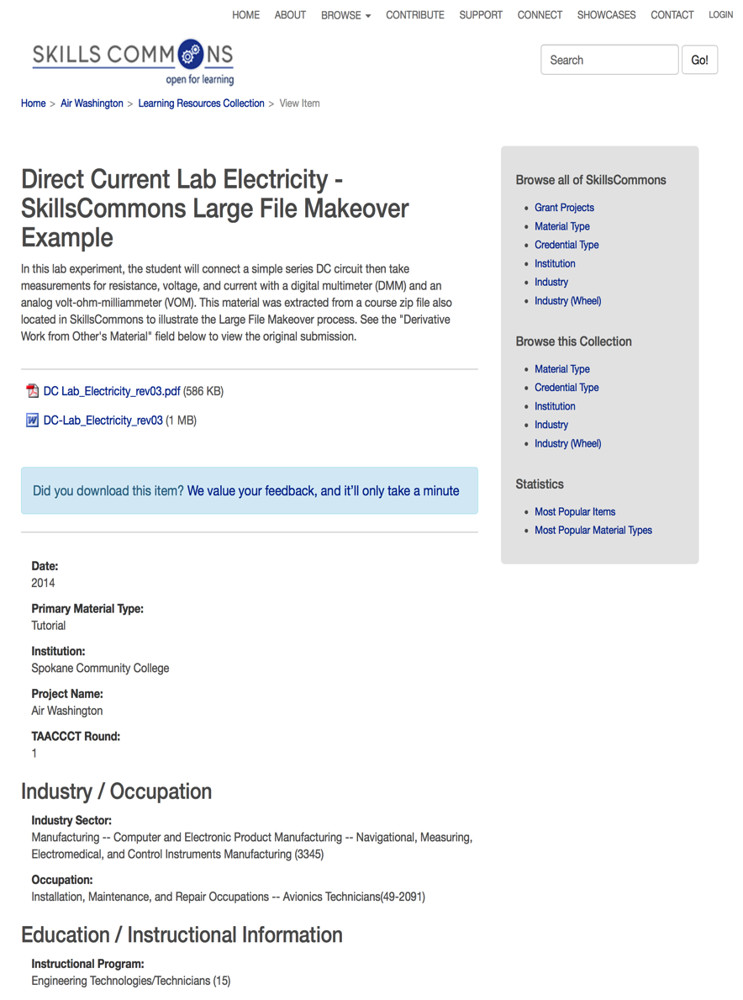 HOME ABOUT BROWSE CONTRIBUTE SUPPORT CONNECT SHOWCASES CONTACT LOGIN
SKILLS COMMONS
open for learning
Search Go!
Home > Air Washington > Learning Resources Collection > View Item
Direct Current Lab Electricity -
SkillsCommons Large File Makeover
Example
In this lab experiment, the student will connect a simple series DC circuit then take
measurements for resistance, voltage, and current with a digital multimeter (DMM) and an
analog volt-ohm-milliammeter (VOM). This material was extracted from a course zip file also
located in SkillsCommons to illustrate the Large File Makeover process. See the "Derivative
Work from Other's Material" field below to view the original submission.
DC Lab_Electricity_rev03.pdf (586 KB)
DC-Lab_Electricity_rev03 (1 MB)
Did you download this item? We value your feedback, and it’ll only take a minute
Date:
2014
Primary Material Type:
Tutorial
Institution:
Spokane Community College
Project Name:
Air Washington
TAACCCT Round:
1
Industry / Occupation
Industry Sector:
Manufacturing -- Computer and Electronic Product Manufacturing -- Navigational, Measuring,
Electromedical, and Control Instruments Manufacturing (3345)
Occupation:
Installation, Maintenance, and Repair Occupations -- Avionics Technicians(49-2091)
Education / Instructional Information
Instructional Program:
Engineering Technologies/Technicians (15)
Browse all of SkillsCommons
Grant Projects
Material Type
Credential Type
Institution
Industry
Industry (Wheel)
Browse this Collection
Material Type
Credential Type
Institution
Industry
Industry (Wheel)
Statistics
Most Popular Items
Most Popular Material Types